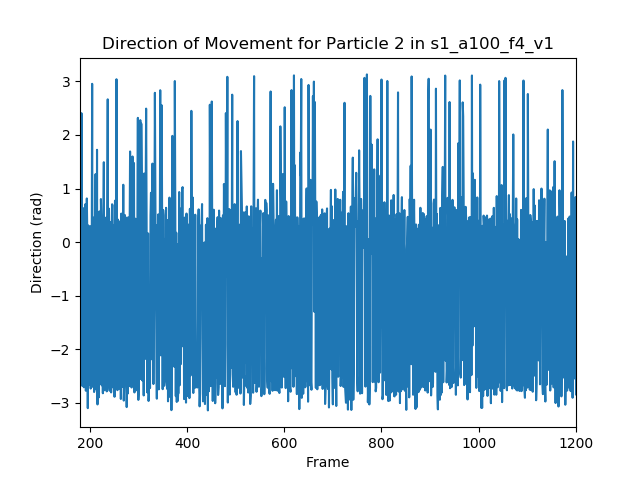 Direction of Movement for Particle 2 in s1_a100_f4_v1
3
2
1
0
−1
−2
−3
Direction (rad)
200 400 600 800 1000 1200
Frame